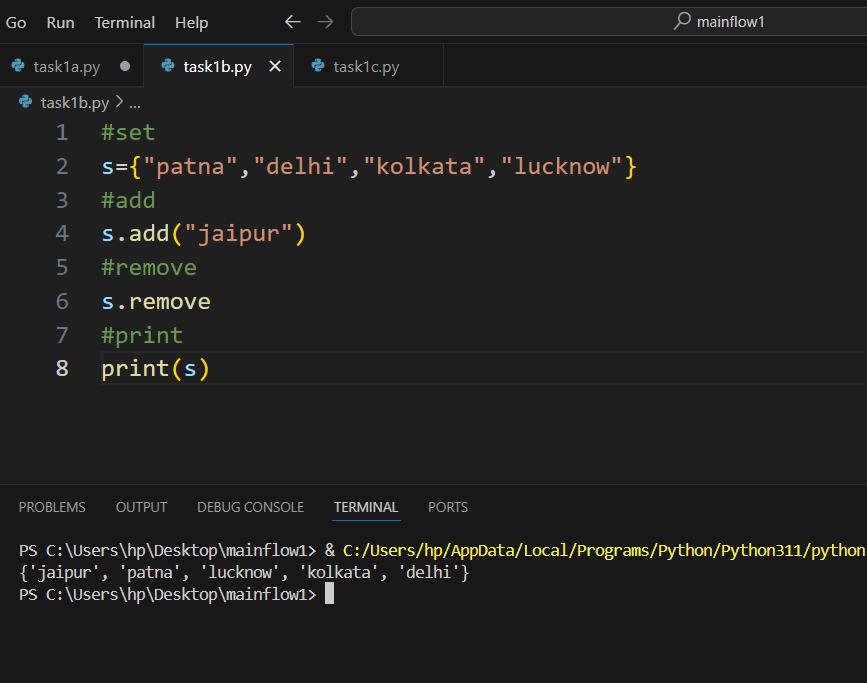 Go Run Terminal Help ← → mainflow1
task1a.py ● task1b.py × task1c.py
task1b.py > ...
1 #set
2 s={"patna","delhi","kolkata","lucknow"}
3 #add
4 s.add("jaipur")
5 #remove
6 s.remove
7 #print
8 print(s)
PROBLEMS OUTPUT DEBUG CONSOLE TERMINAL PORTS
PS C:\Users\hp\Desktop\mainflow1> & C:/Users/hp/AppData/Local/Programs/Python/Python311/python
{'jaipur', 'patna', 'lucknow', 'kolkata', 'delhi'}
PS C:\Users\hp\Desktop\mainflow1>